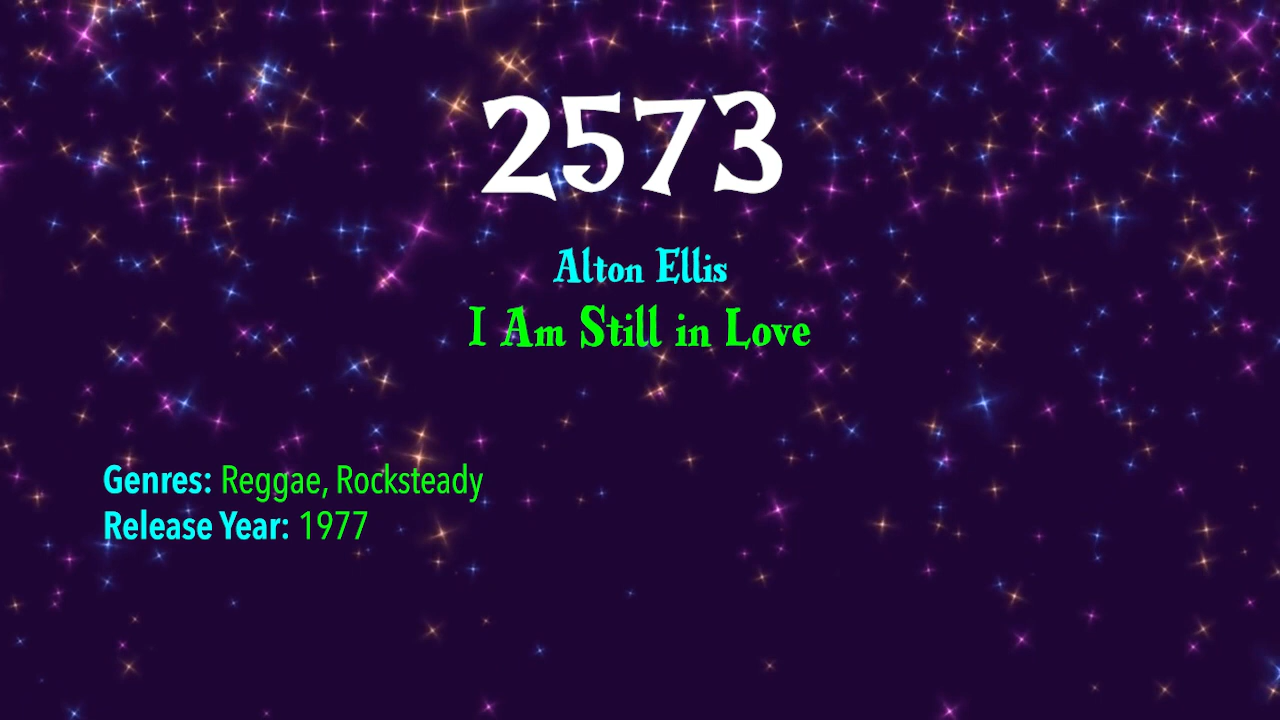 2573
Alton Ellis
I Am Still in Love
Genres: Reggae, Rocksteady
Release Year: 1977